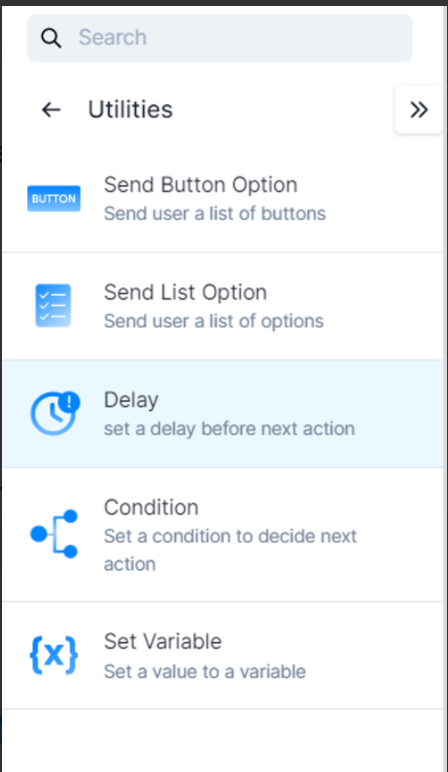 Search
Utilities
BUTTON
Send Button Option
Send user a list of buttons
Send List Option
Send user a list of options
Delay
set a delay before next action
Condition
Set a condition to decide next
action
{x}
Set Variable
Set a value to a variable